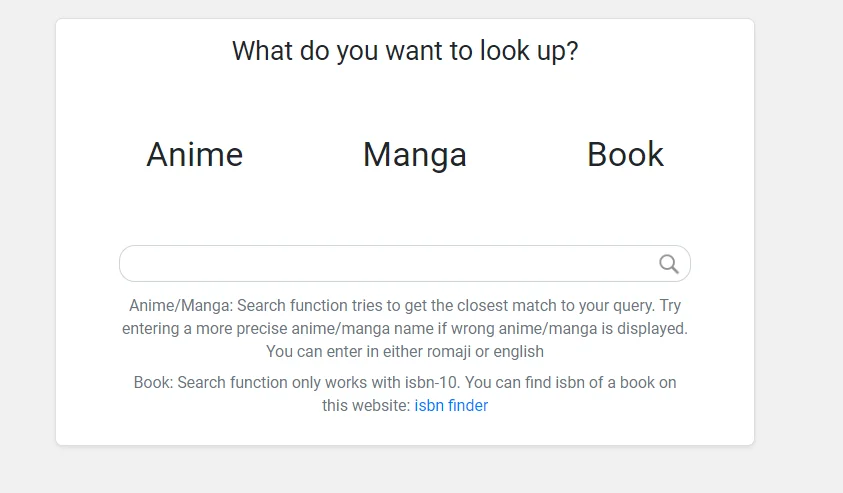 What do you want to look up?
Anime Manga Book
Anime/Manga: Search function tries to get the closest match to your query. Try
entering a more precise anime/manga name if wrong anime/manga is displayed.
You can enter in either romaji or english
Book: Search function only works with isbn-10. You can find isbn of a book on
this website: isbn finder